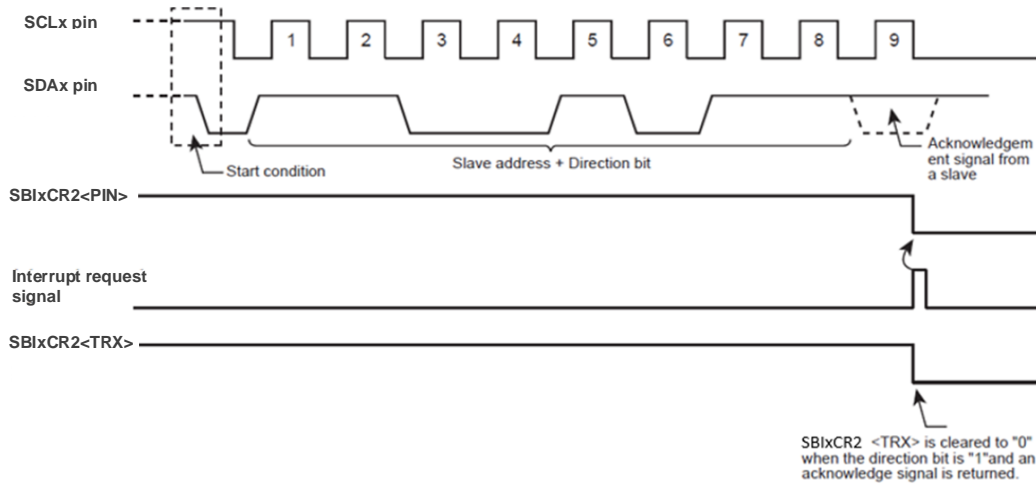 SCLx pin
1 2 3 4 5 6 7 8 9
SDAx pin
Start condition
Slave address + Direction bit
Acknowledgem
ent signal from
a slave
SBIxCR2<PIN>
Interrupt request
signal
SBIxCR2<TRX>
SBIxCR2 <TRX> is cleared to "0"
when the direction bit is "1"and an
acknowledge signal is returned.